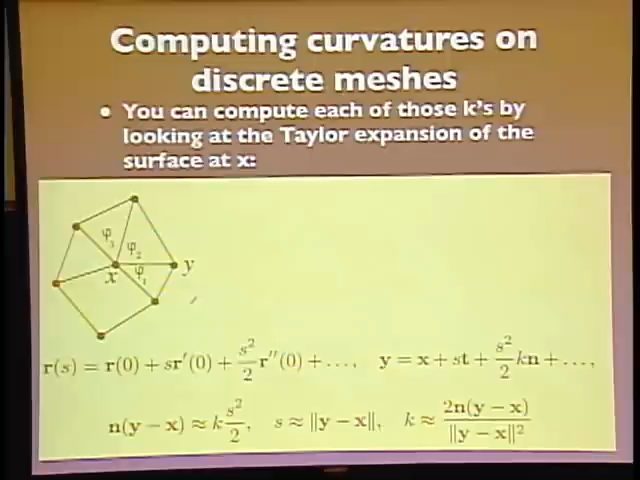 Computing curvatures on
discrete meshes
• You can compute each of those k's by
looking at the Taylor expansion of the
surface at x:
φ₃
φ₂
x φ₁ y
r(s) = r(0) + sr′(0) + s²/2 r″(0) + …, y = x + st + s²/2 kn + …,
n(y − x) ≈ k s²/2, s ≈ ‖y − x‖, k ≈ 2n(y − x)/‖y − x‖²